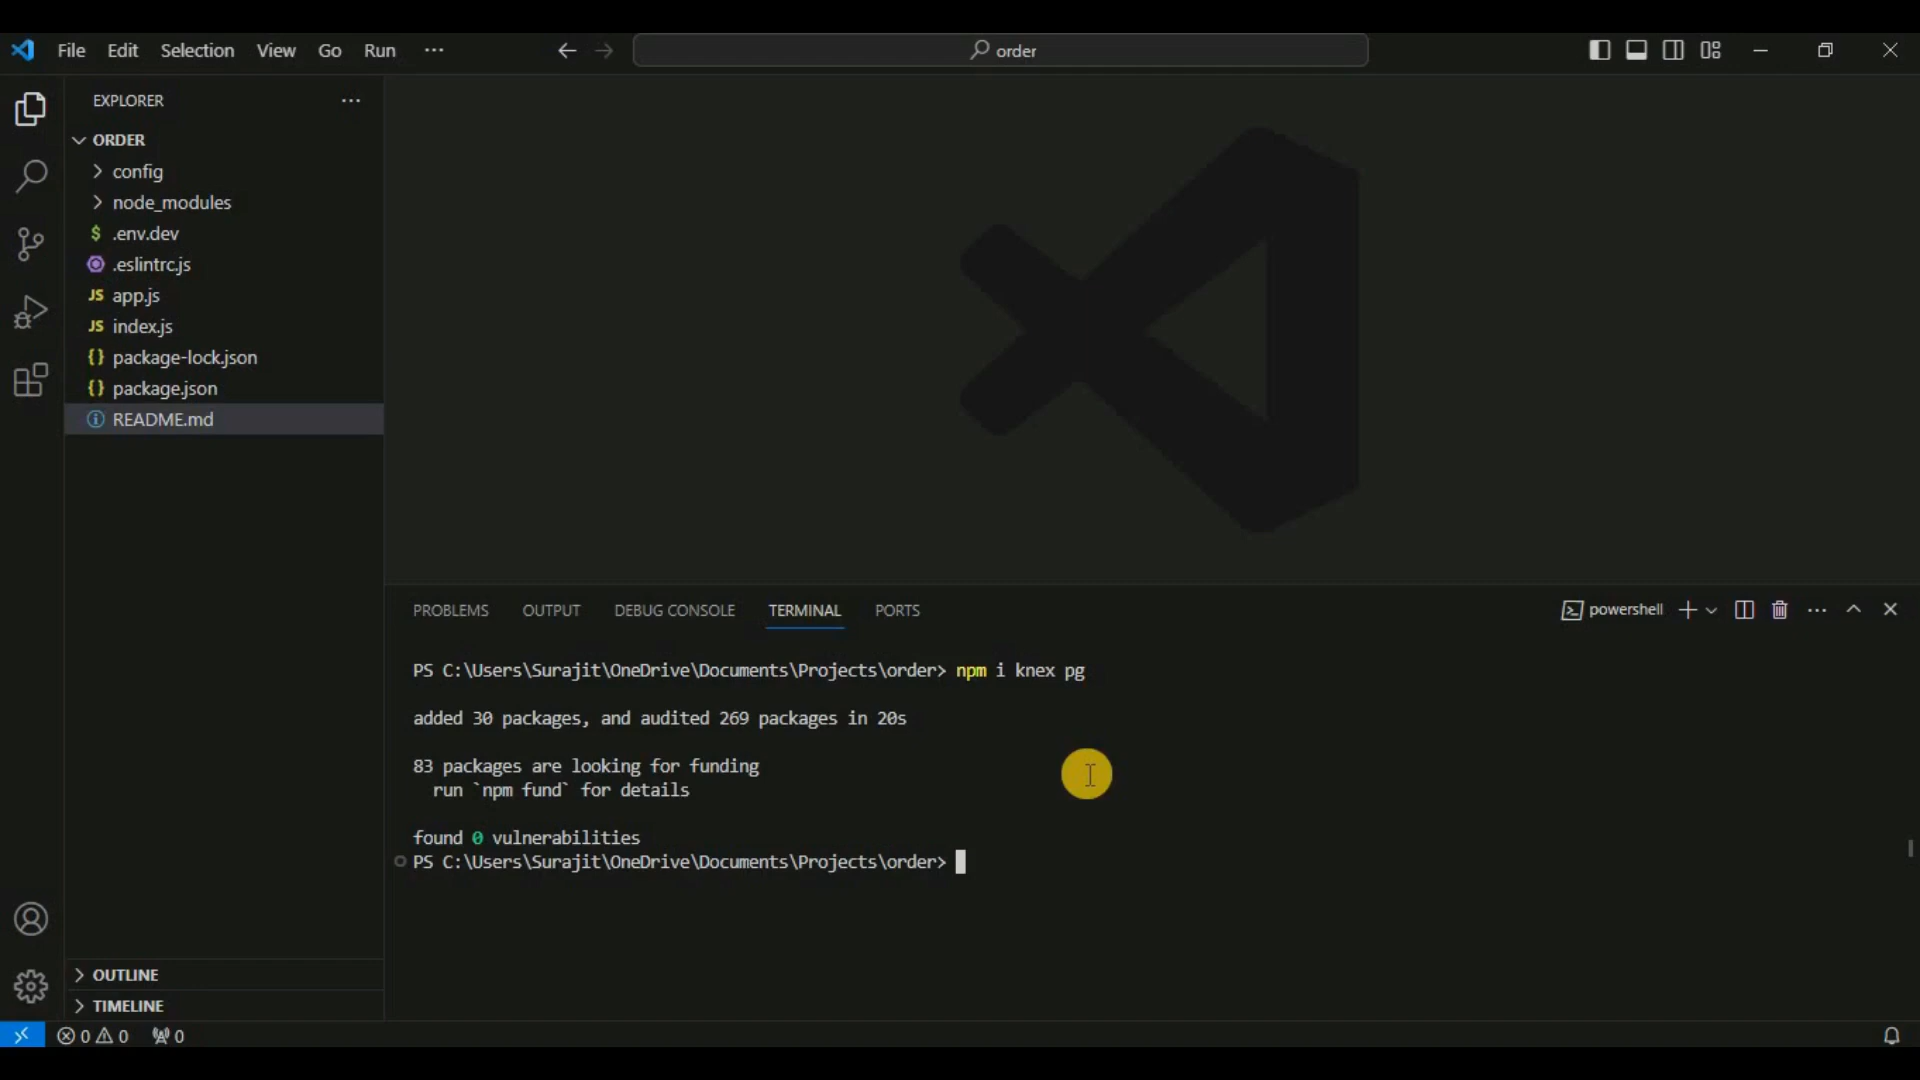 File Edit Selection View Go Run ···
order
EXPLORER
ORDER
config
node_modules
.env.dev
.eslintrc.js
JS app.js
JS index.js
{} package-lock.json
{} package.json
README.md
PROBLEMS OUTPUT DEBUG CONSOLE TERMINAL PORTS
powershell
PS C:\Users\Surajit\OneDrive\Documents\Projects\order> npm i knex pg
added 30 packages, and audited 269 packages in 20s
83 packages are looking for funding
run `npm fund` for details
found 0 vulnerabilities
PS C:\Users\Surajit\OneDrive\Documents\Projects\order>
OUTLINE
TIMELINE
0 0 0